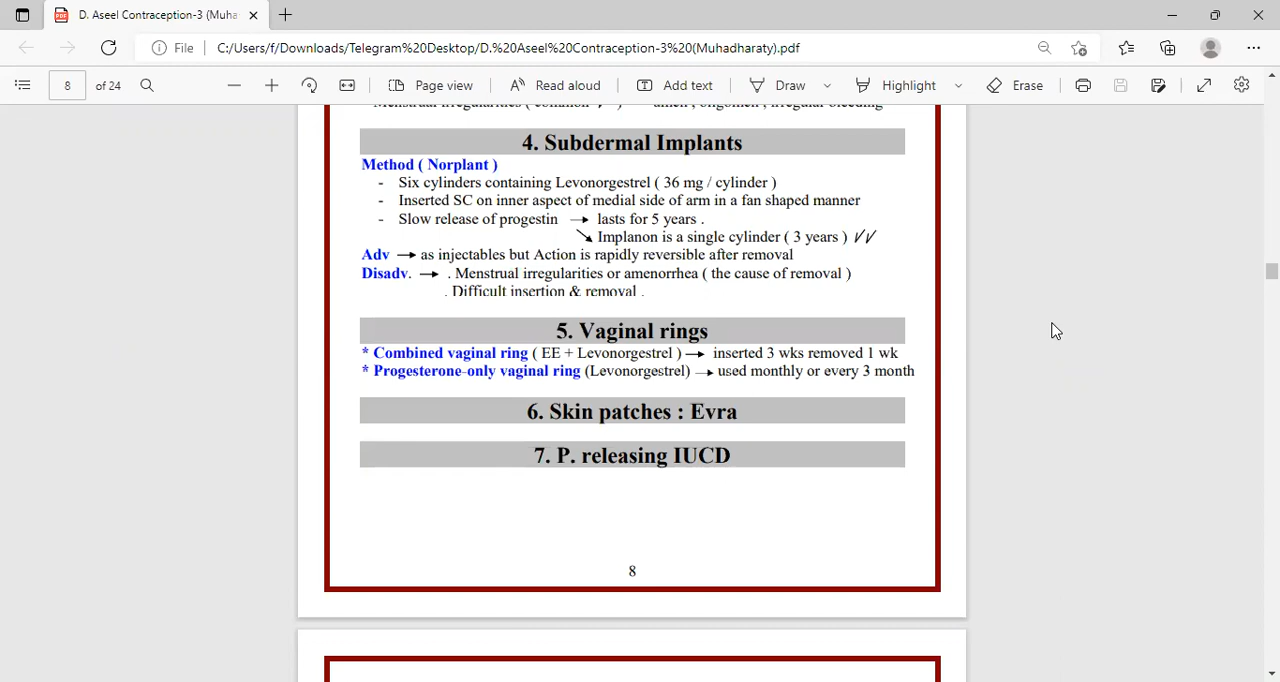 D. Aseel Contraception-3 (Muha
File C:/Users/f/Downloads/Telegram%20Desktop/D.%20Aseel%20Contraception-3%20(Muhadharaty).pdf
8 of 24 Page view Read aloud Add text Draw Highlight Erase
4. Subdermal Implants
Method ( Norplant )
- Six cylinders containing Levonorgestrel ( 36 mg / cylinder )
- Inserted SC on inner aspect of medial side of arm in a fan shaped manner
- Slow release of progestin → lasts for 5 years .
↘ Implanon is a single cylinder ( 3 years ) √√
Adv → as injectables but Action is rapidly reversible after removal
Disadv. → . Menstrual irregularities or amenorrhea ( the cause of removal )
. Difficult insertion & removal .
5. Vaginal rings
* Combined vaginal ring ( EE + Levonorgestrel ) → inserted 3 wks removed 1 wk
* Progesterone-only vaginal ring (Levonorgestrel) → used monthly or every 3 month
6. Skin patches : Evra
7. P. releasing IUCD
8